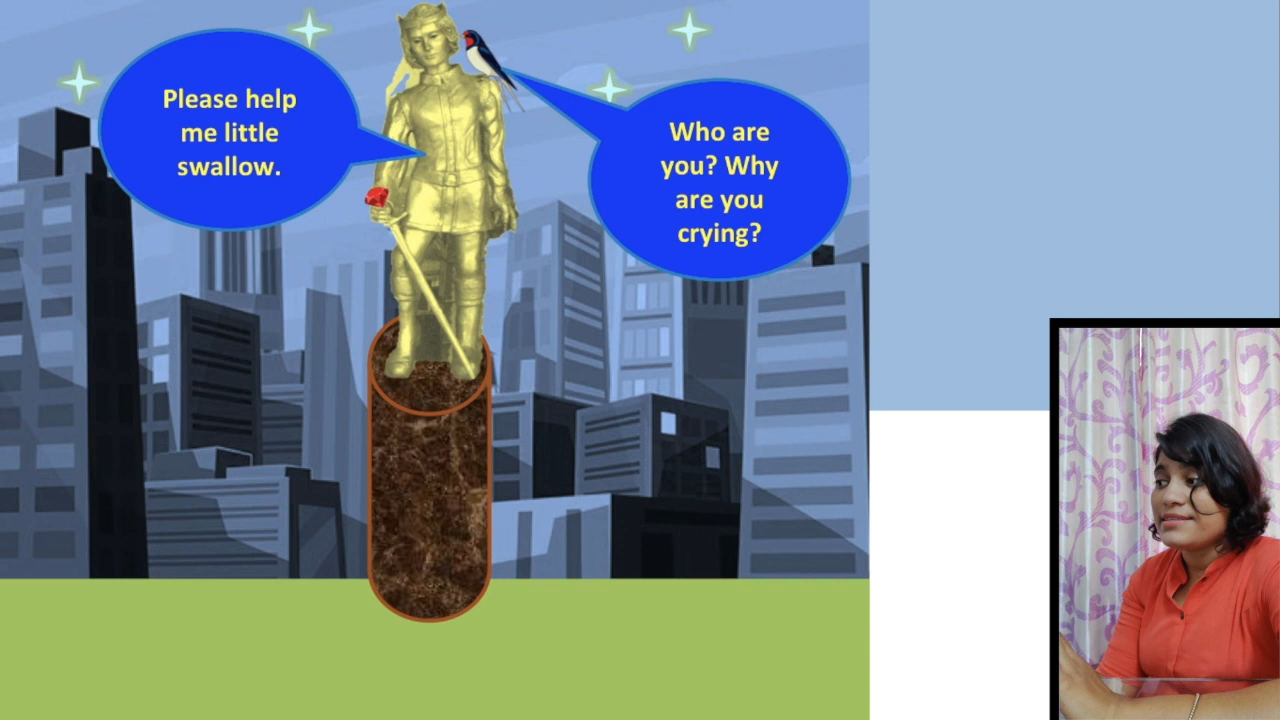 Please help
me little
swallow.
Who are
you? Why
are you
crying?